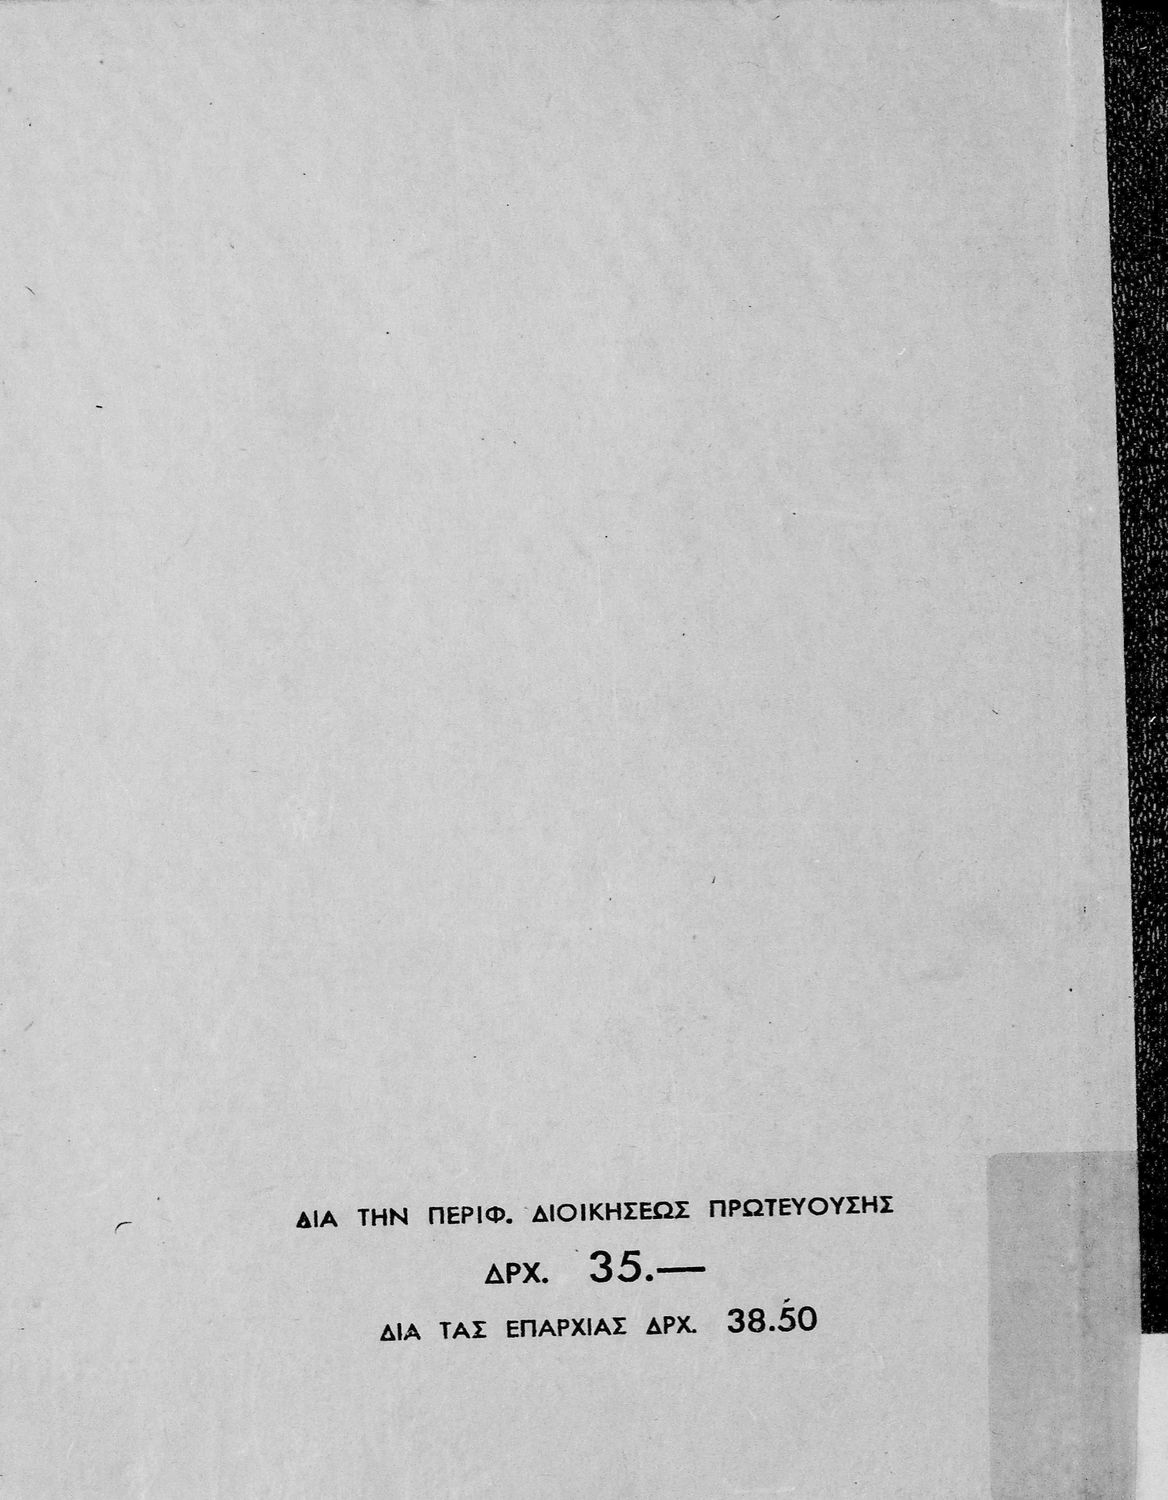 ΔΙΑ ΤΗΝ ΠΕΡΙΦ. ΔΙΟΙΚΗΣΕΩΣ ΠΡΩΤΕΥΟΥΣΗΣ
ΔΡΧ. 35.—
ΔΙΑ ΤΑΣ ΕΠΑΡΧΙΑΣ ΔΡΧ. 38.50